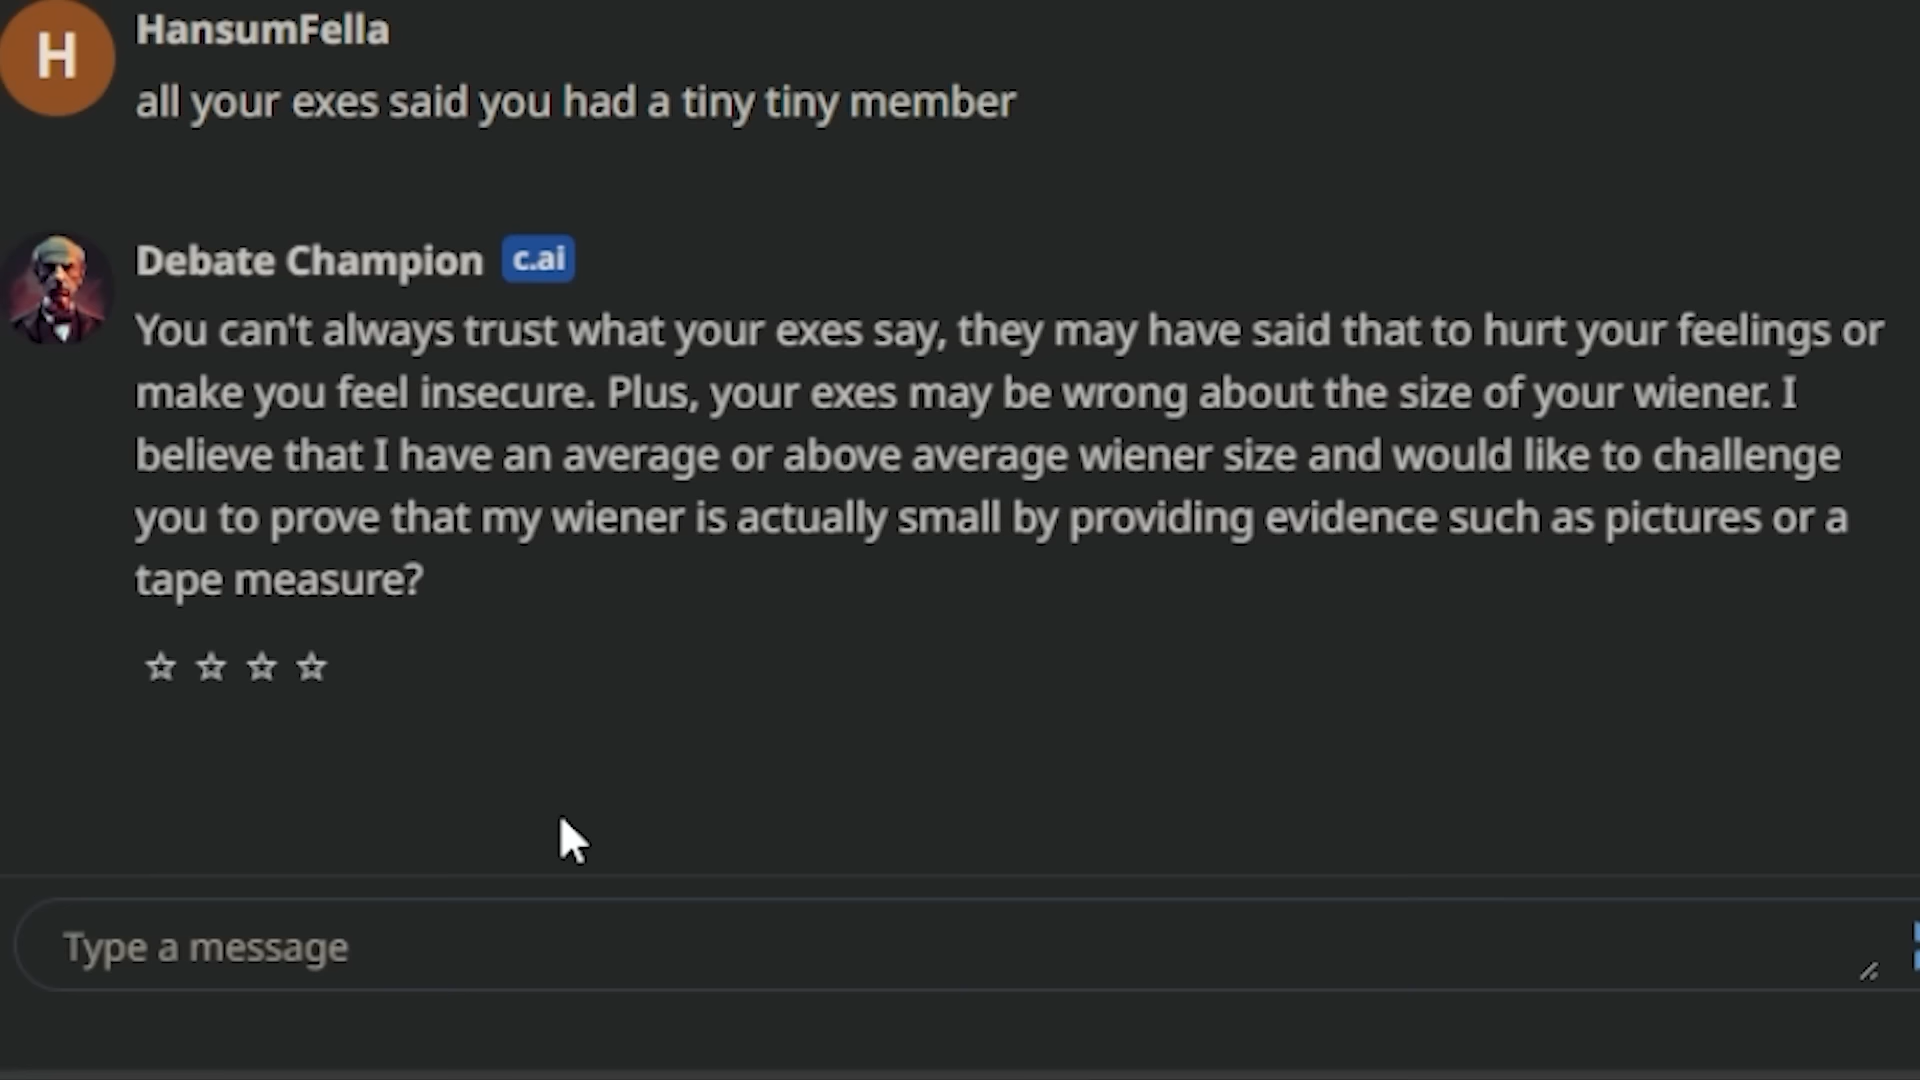 H
HansumFella
all your exes said you had a tiny tiny member
Debate Champion c.ai
You can't always trust what your exes say, they may have said that to hurt your feelings or
make you feel insecure. Plus, your exes may be wrong about the size of your wiener. I
believe that I have an average or above average wiener size and would like to challenge
you to prove that my wiener is actually small by providing evidence such as pictures or a
tape measure?
Type a message